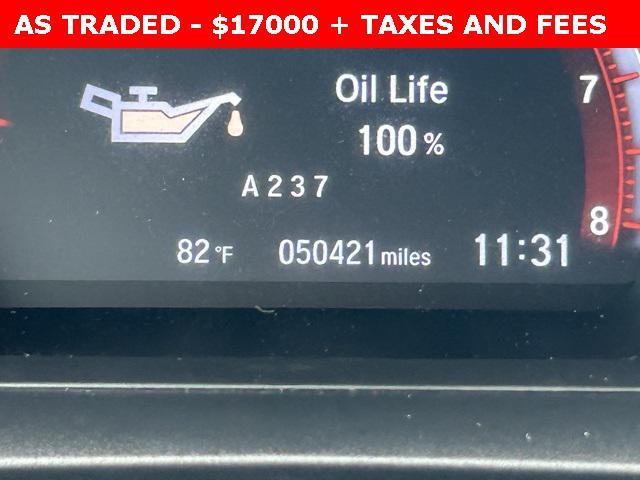 AS TRADED - $17000 + TAXES AND FEES
Oil Life
100 %
7
A 2 3 7
8
82 °F 050421 miles 11:31